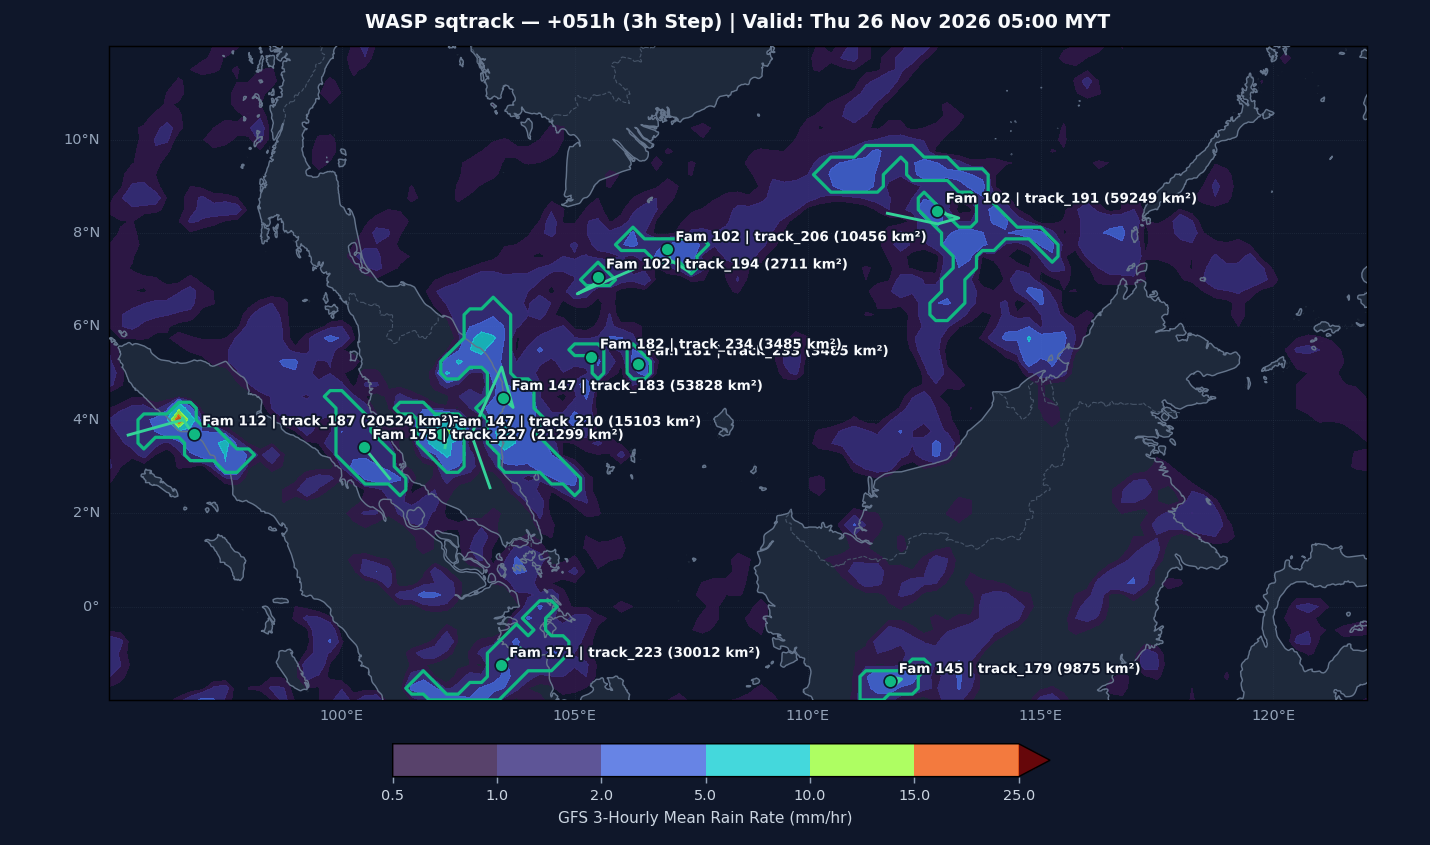 WASP sqtrack — +051h (3h Step) | Valid: Thu 26 Nov 2026 05:00 MYT
10°N
8°N
6°N
4°N
2°N
0°
Fam 102 | track_191 (59249 km²)
Fam 102 | track_206 (10456 km²)
Fam 102 | track_194 (2711 km²)
Fam 182 | track_234 (3485 km²)
Fam 181 | track_233 (3485 km²)
Fam 147 | track_183 (53828 km²)
Fam 112 | track_187 (20524 km²)
Fam 147 | track_210 (15103 km²)
Fam 175 | track_227 (21299 km²)
Fam 171 | track_223 (30012 km²)
Fam 145 | track_179 (9875 km²)
100°E 105°E 110°E 115°E 120°E
0.5 1.0 2.0 5.0 10.0 15.0 25.0
GFS 3-Hourly Mean Rain Rate (mm/hr)